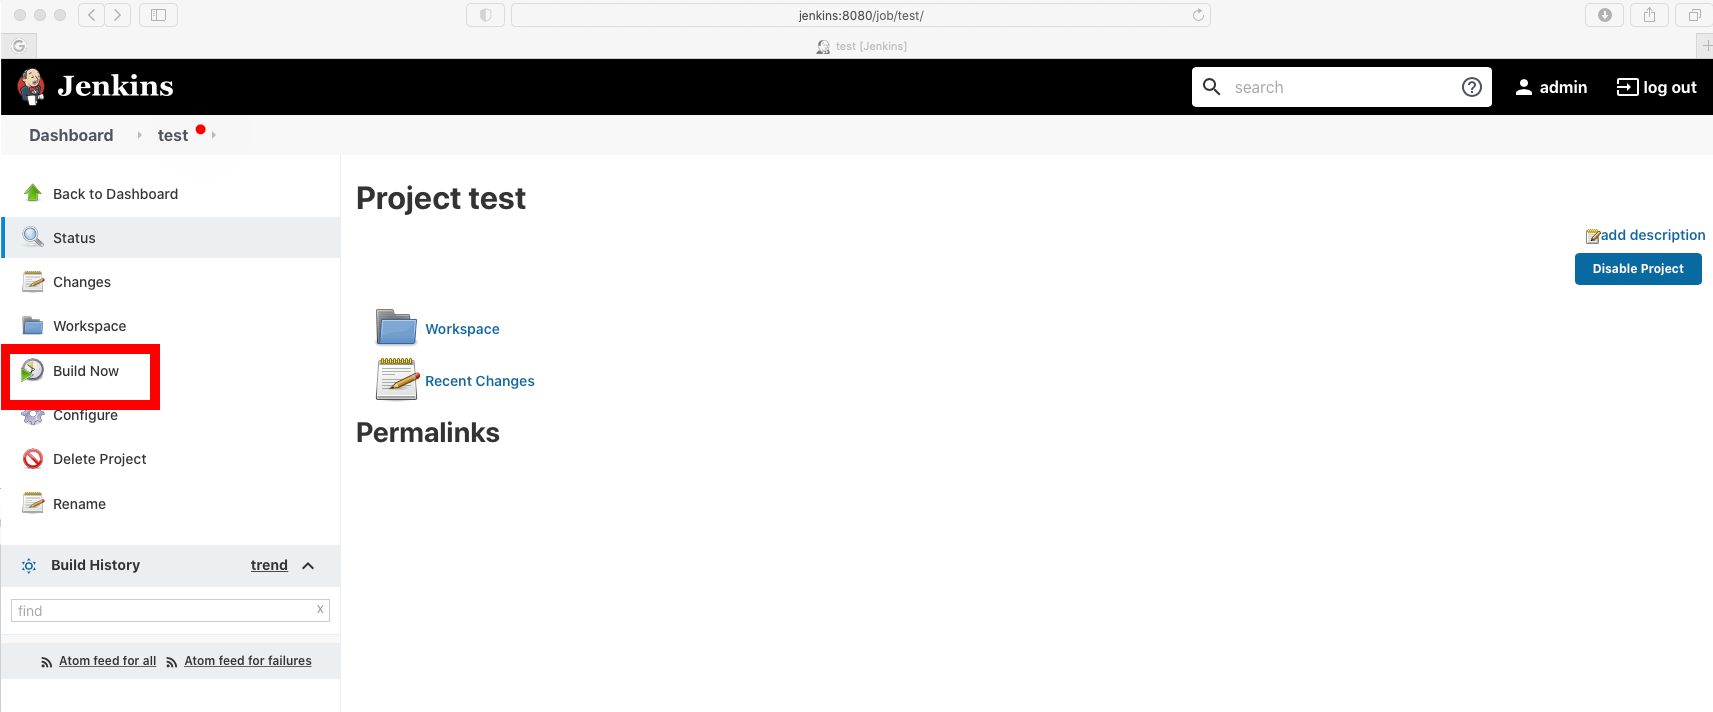 jenkins:8080/job/test/
G
test [Jenkins]
Jenkins
search
admin
log out
Dashboard
test
Back to Dashboard
Status
Changes
Workspace
Build Now
Configure
Delete Project
Rename
Build History
trend
find
x
Atom feed for all
Atom feed for failures
Project test
add description
Disable Project
Workspace
Recent Changes
Permalinks